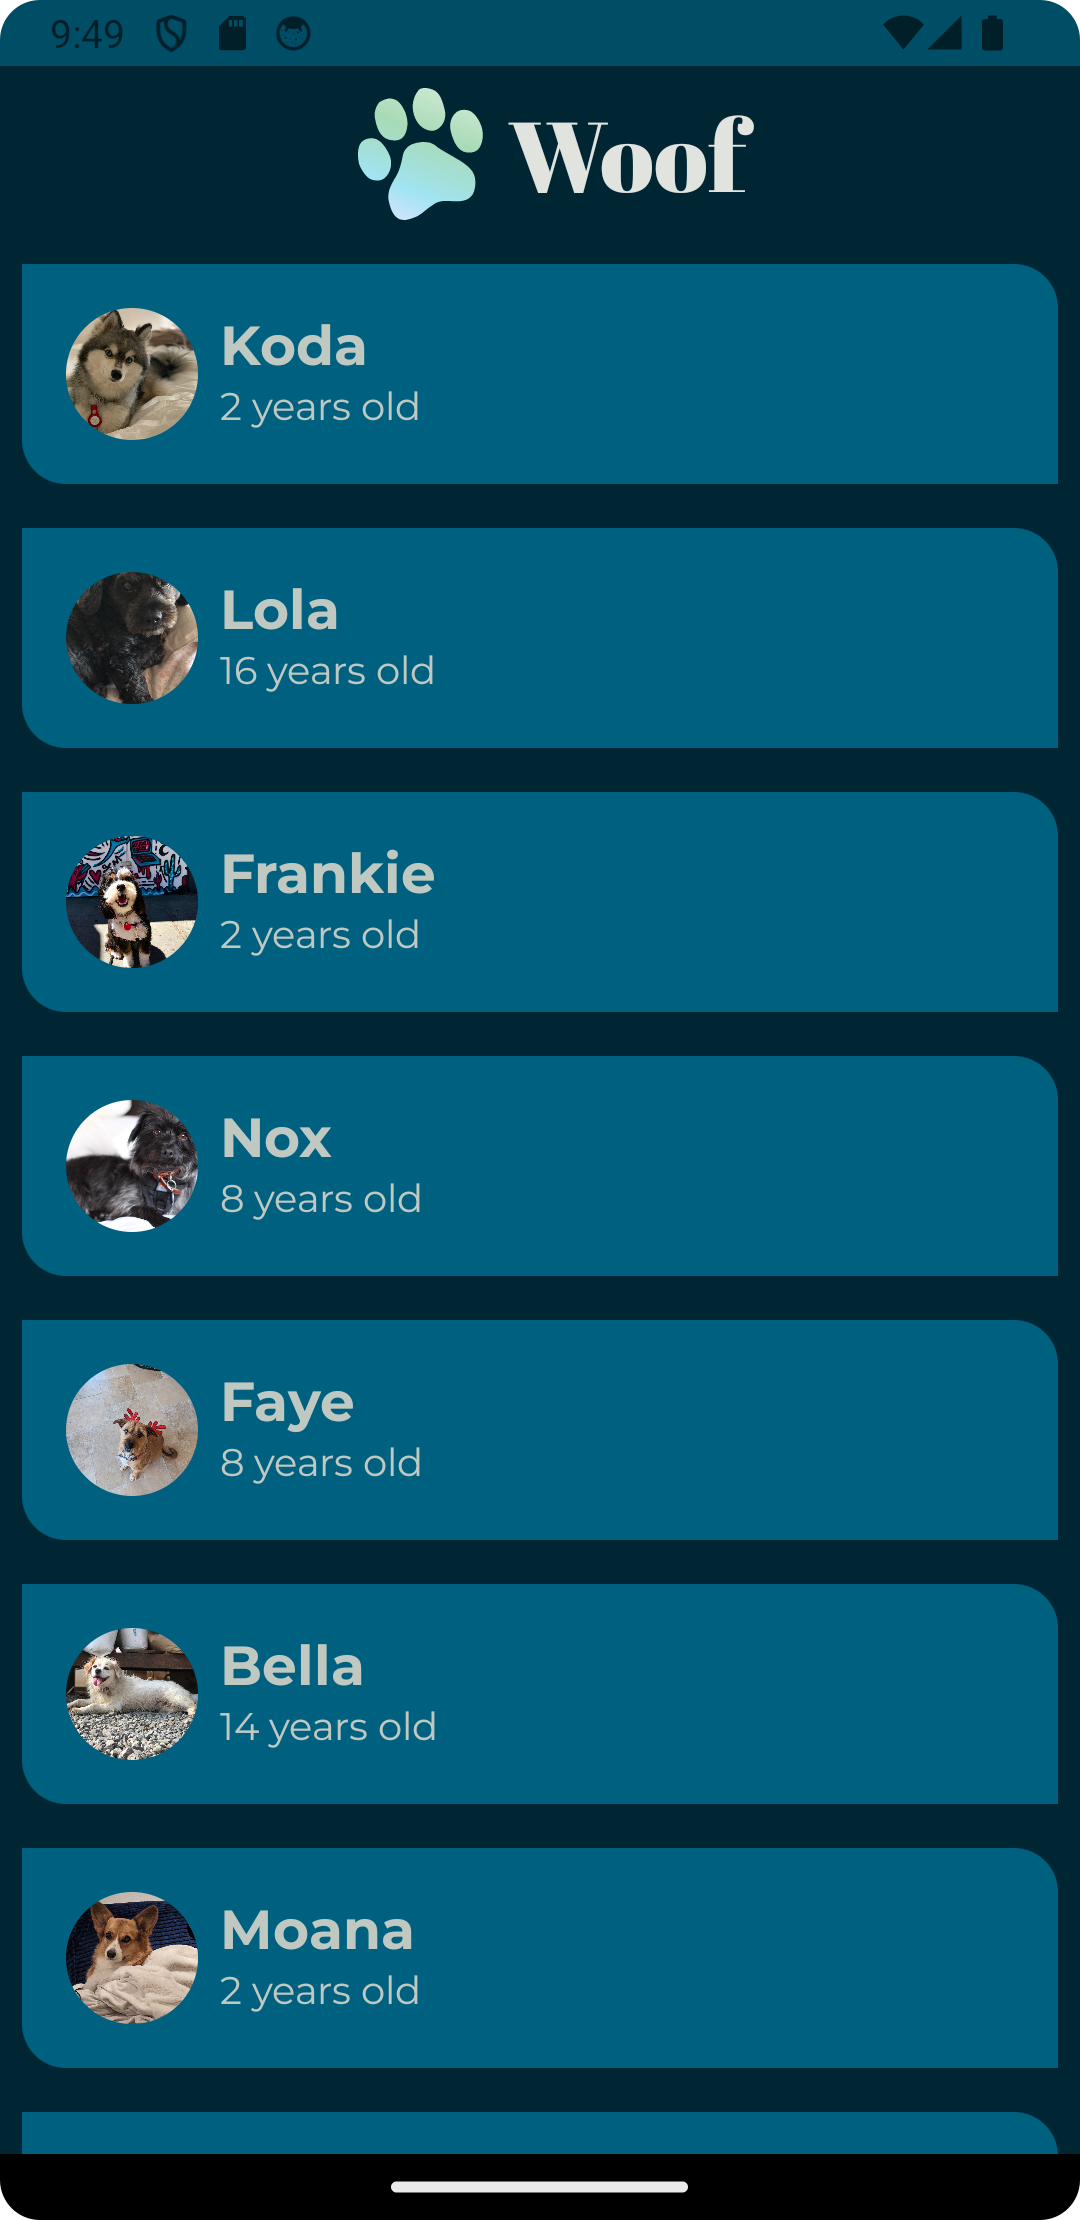 9:49
Woof
Koda
2 years old
Lola
16 years old
Frankie
2 years old
Nox
8 years old
Faye
8 years old
Bella
14 years old
Moana
2 years old